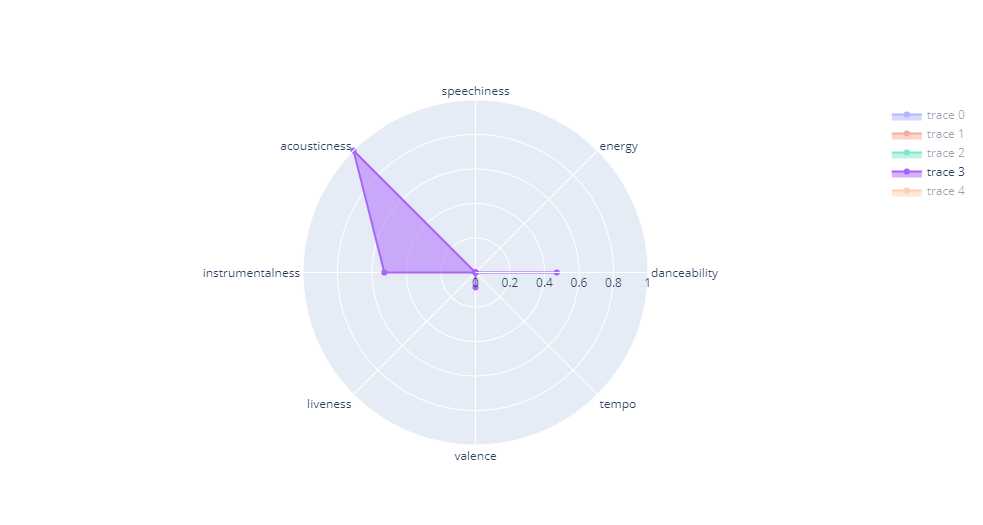 speechiness
acousticness
energy
instrumentalness
danceability
0
0.2
0.4
0.6
0.8
1
liveness
tempo
valence
trace 0
trace 1
trace 2
trace 3
trace 4